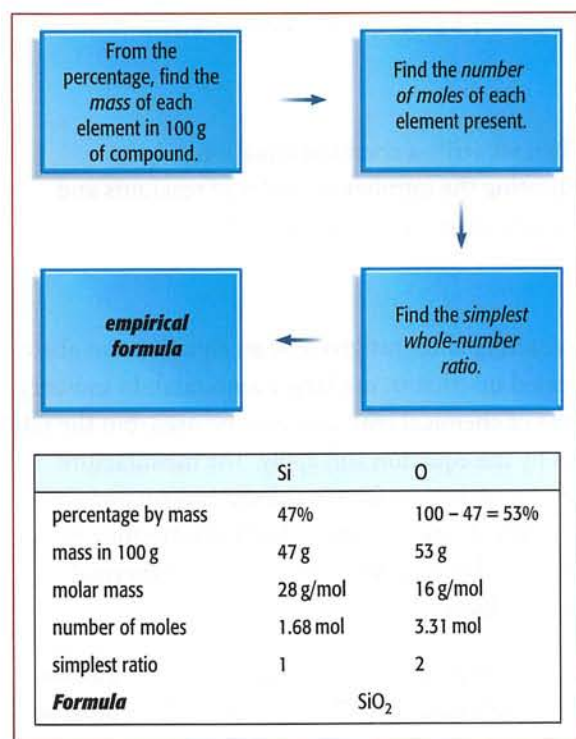 From the
percentage, find the
mass of each
element in 100 g
of compound.
Find the number
of moles of each
element present.
Find the simplest
whole-number
ratio.
empirical
formula
Si O
percentage by mass 47% 100 – 47 = 53%
mass in 100 g 47 g 53 g
molar mass 28 g/mol 16 g/mol
number of moles 1.68 mol 3.31 mol
simplest ratio 1 2
Formula SiO₂